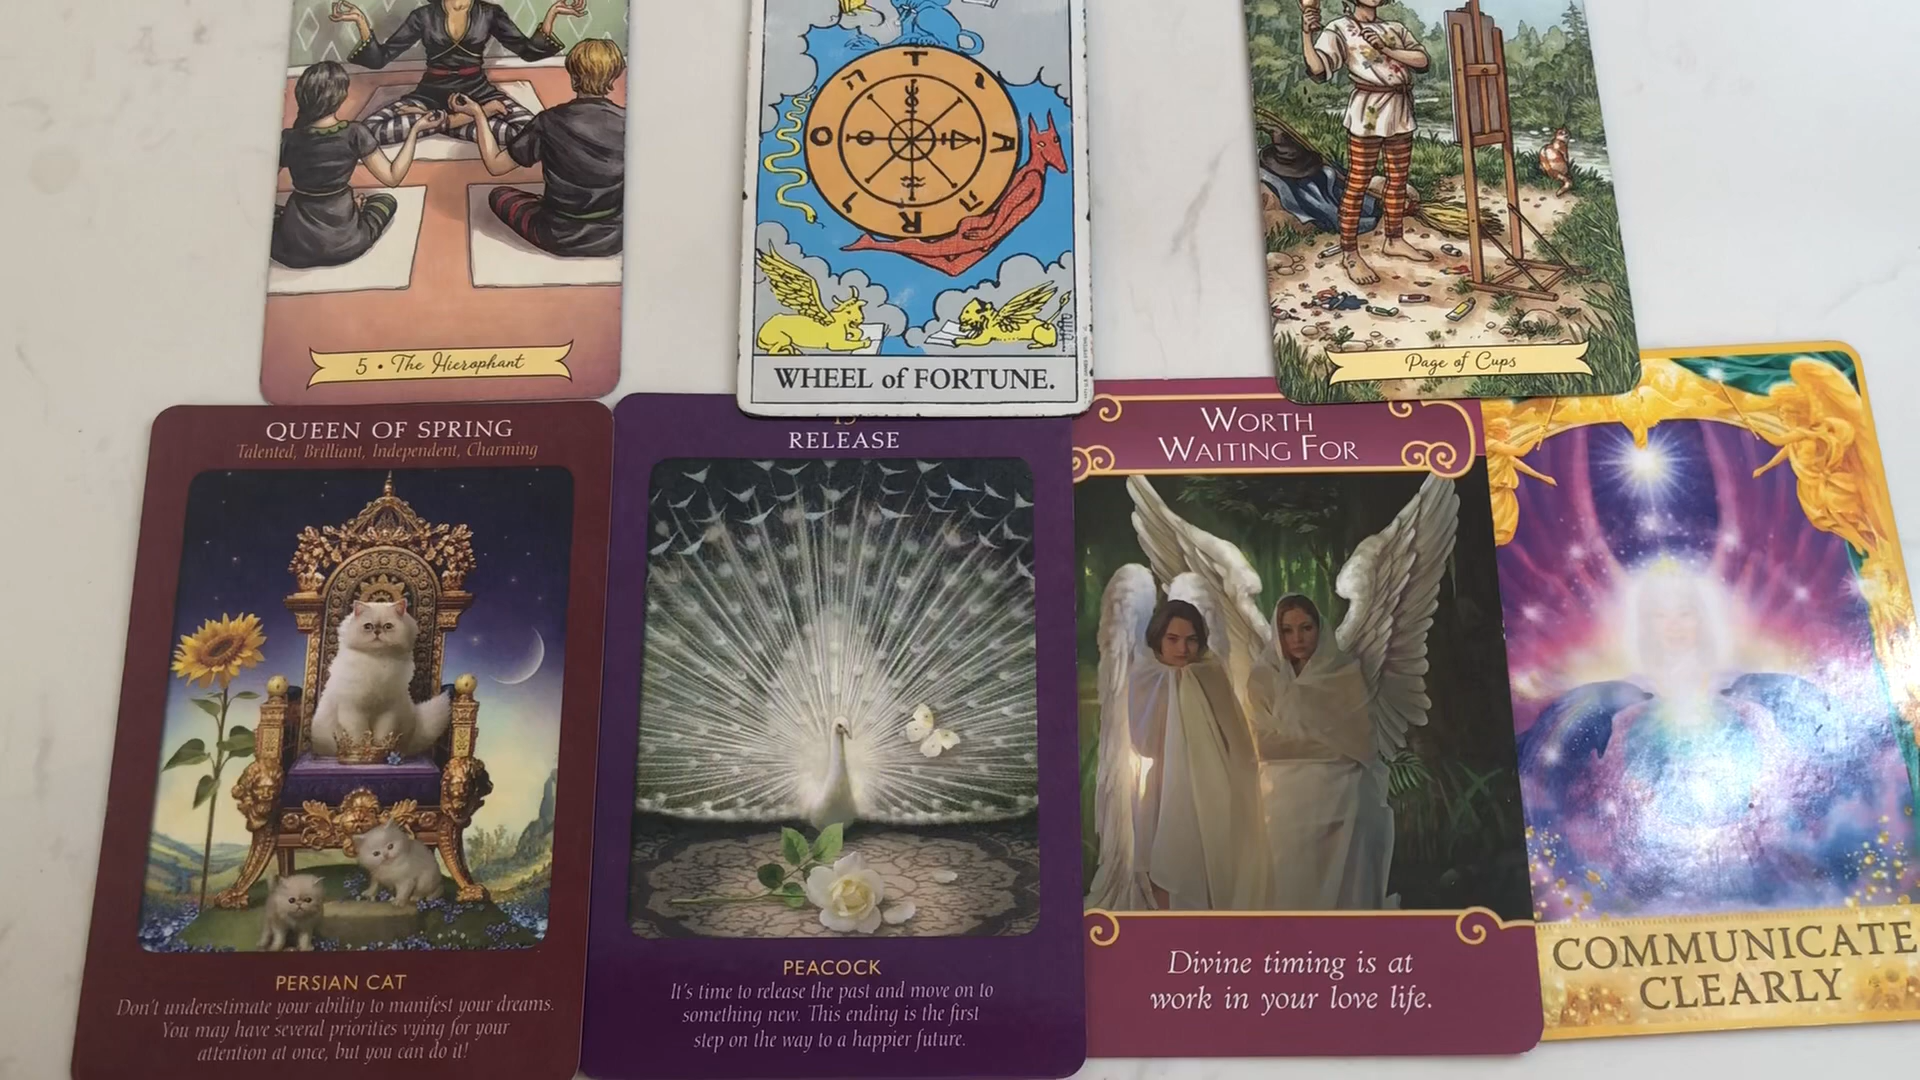 5 • The Hierophant
T
A
R
O
WHEEL of FORTUNE.
Page of Cups
QUEEN OF SPRING
Talented, Brilliant, Independent, Charming
PERSIAN CAT
Don't underestimate your ability to manifest your dreams.
You may have several priorities vying for your
attention at once, but you can do it!
RELEASE
PEACOCK
It's time to release the past and move on to
something new. This ending is the first
step on the way to a happier future.
WORTH
WAITING FOR
Divine timing is at
work in your love life.
COMMUNICATE
CLEARLY